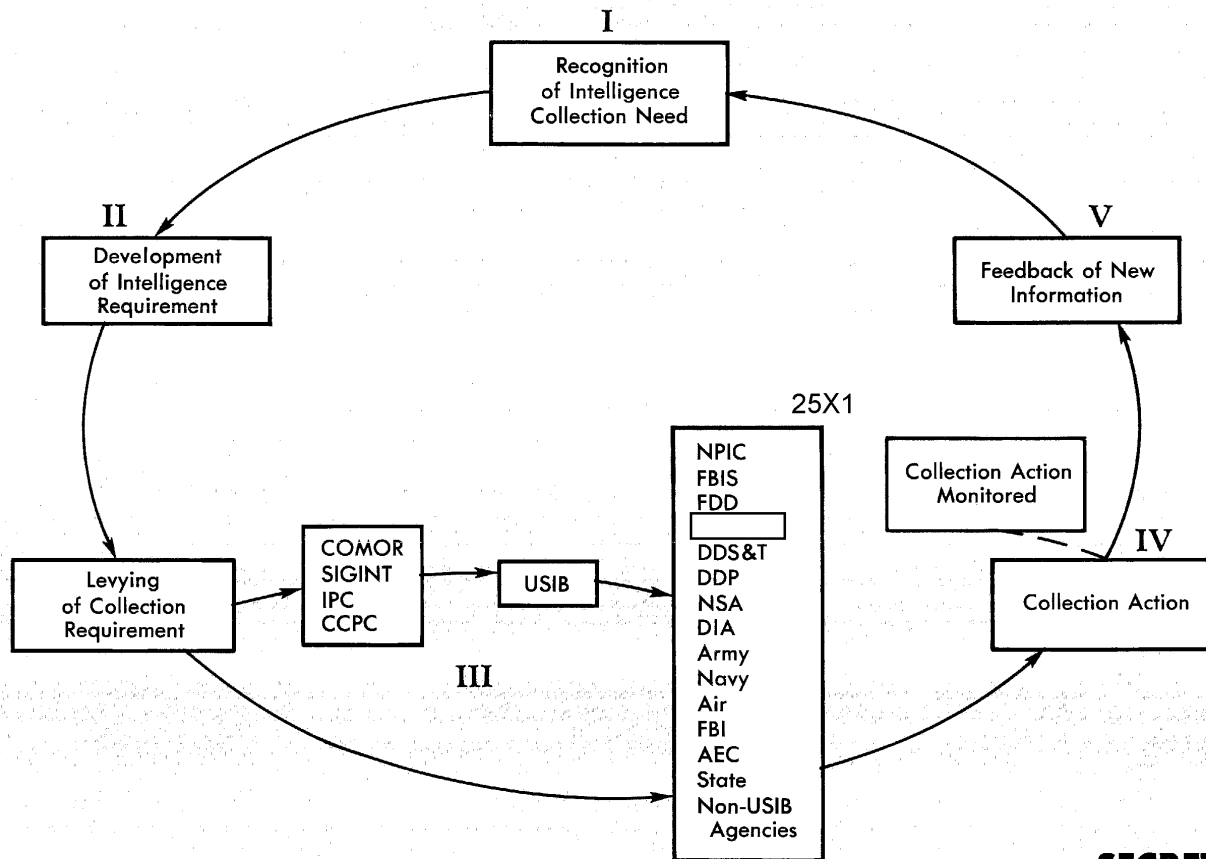 I
Recognition
of Intelligence
Collection Need
II
Development
of Intelligence
Requirement
V
Feedback of New
Information
25X1
Levying
of Collection
Requirement
COMOR
SIGINT
IPC
CCPC
USIB
III
NPIC
FBIS
FDD
DDS&T
DDP
NSA
DIA
Army
Navy
Air
FBI
AEC
State
Non-USIB
Agencies
Collection Action
Monitored
IV
Collection Action